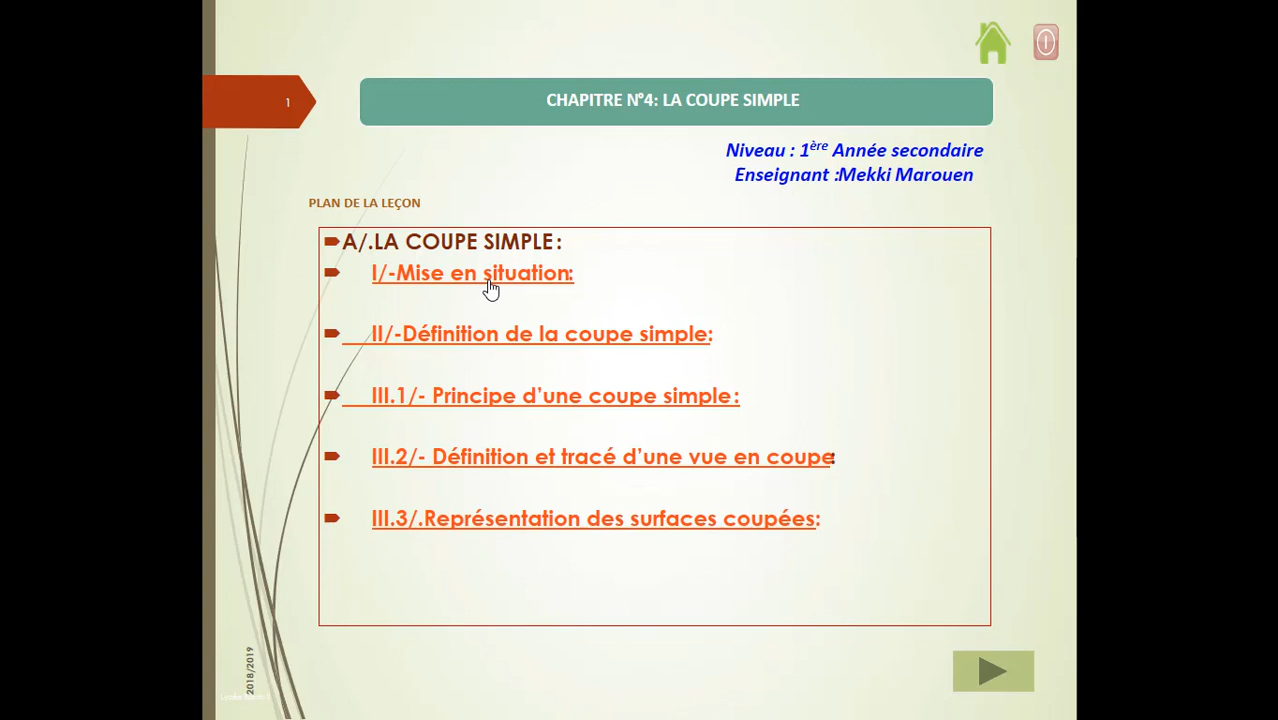 1
CHAPITRE N°4: LA COUPE SIMPLE
Niveau : 1ère Année secondaire
Enseignant :Mekki Marouen
PLAN DE LA LEÇON
A/.LA COUPE SIMPLE:
I/-Mise en situation:
II/-Définition de la coupe simple:
III.1/- Principe d’une coupe simple:
III.2/- Définition et tracé d’une vue en coupe:
III.3/.Représentation des surfaces coupées:
2018/2019